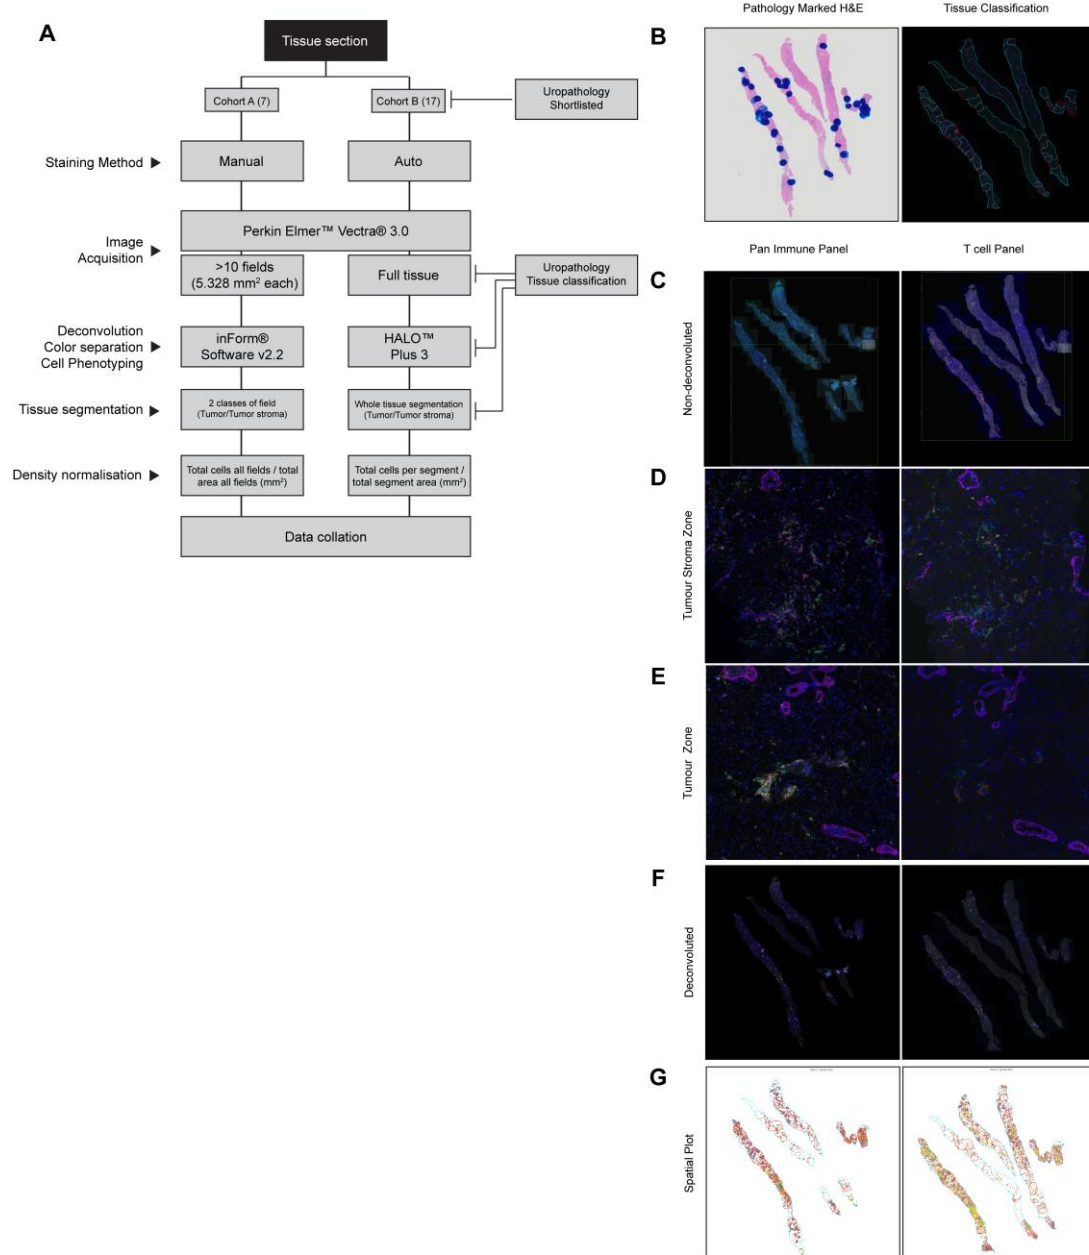 A
Tissue section
Cohort A (7)
Cohort B (17)
Uropathology
Shortlisted
Staining Method
Manual
Auto
Image
Acquisition
Perkin Elmer™ Vectra® 3.0
>10 fields
(5.328 mm² each)
Full tissue
Uropathology
Tissue classification
Deconvolution
Color separation
Cell Phenotyping
inForm®
Software v2.2
HALO™
Plus 3
Tissue segmentation
2 classes of field
(Tumor/Tumor stroma)
Whole tissue segmentation
(Tumor/Tumor stroma)
Density normalisation
Total cells all fields / total
area all fields (mm²)
Total cells per segment /
total segment area (mm²)
Data collation
Pathology Marked H&E
Tissue Classification
B
Pan Immune Panel
T cell Panel
C
Non-deconvoluted
D
Tumour Stroma Zone
E
Tumour Zone
F
Deconvoluted
G
Spatial Plot